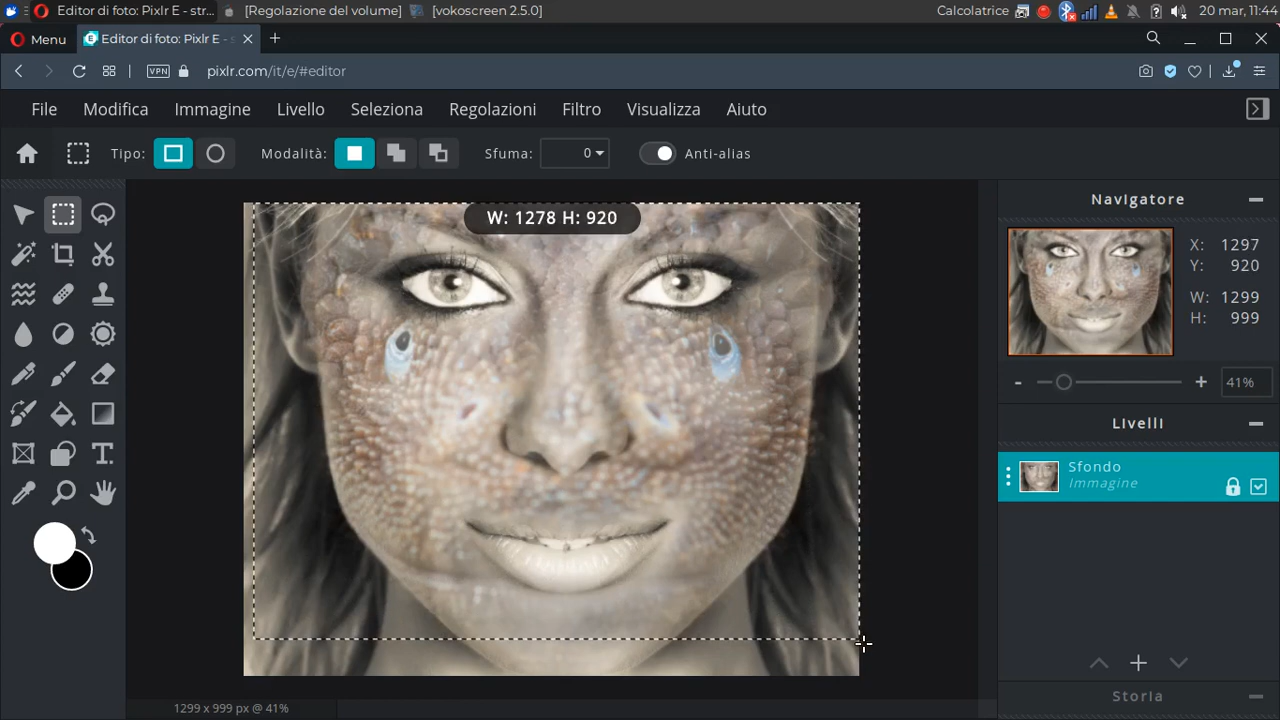 Editor di foto: Pixlr E - str...
[Regolazione del volume]
[vokoscreen 2.5.0]
Calcolatrice
20 mar, 11:44
Menu
Editor di foto: Pixlr E - s
VPN
pixlr.com/it/e/#editor
File Modifica Immagine Livello Seleziona Regolazioni Filtro Visualizza Aiuto
Tipo: Modalità: Sfuma: 0 Anti-alias
W: 1278 H: 920
Navigatore
X: 1297
Y: 920
W: 1299
H: 999
- + 41%
Livelli
Sfondo
Immagine
Storia
1299 x 999 px @ 41%